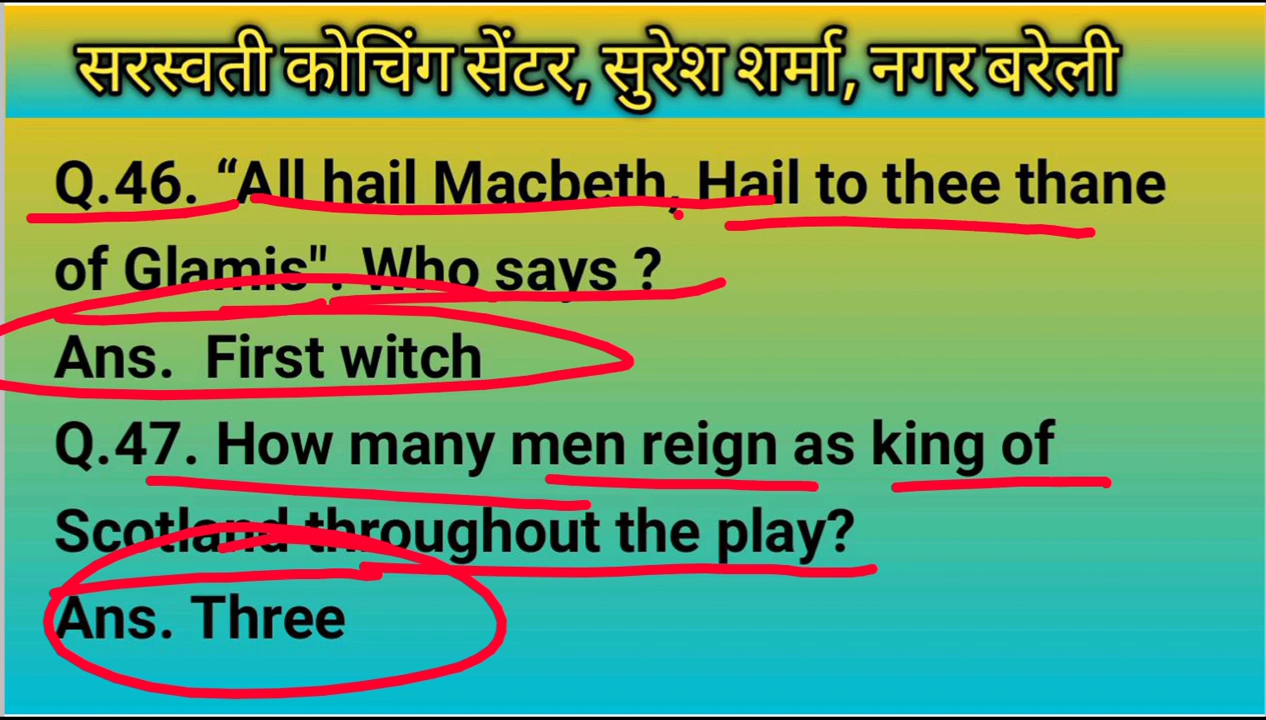 सरस्वती कोचिंग सेंटर, सुरेश शर्मा, नगर बरेली
Q.46. “All hail Macbeth, Hail to thee thane
of Glamis". Who says ?
Ans. First witch
Q.47. How many men reign as king of
Scotland throughout the play?
Ans. Three